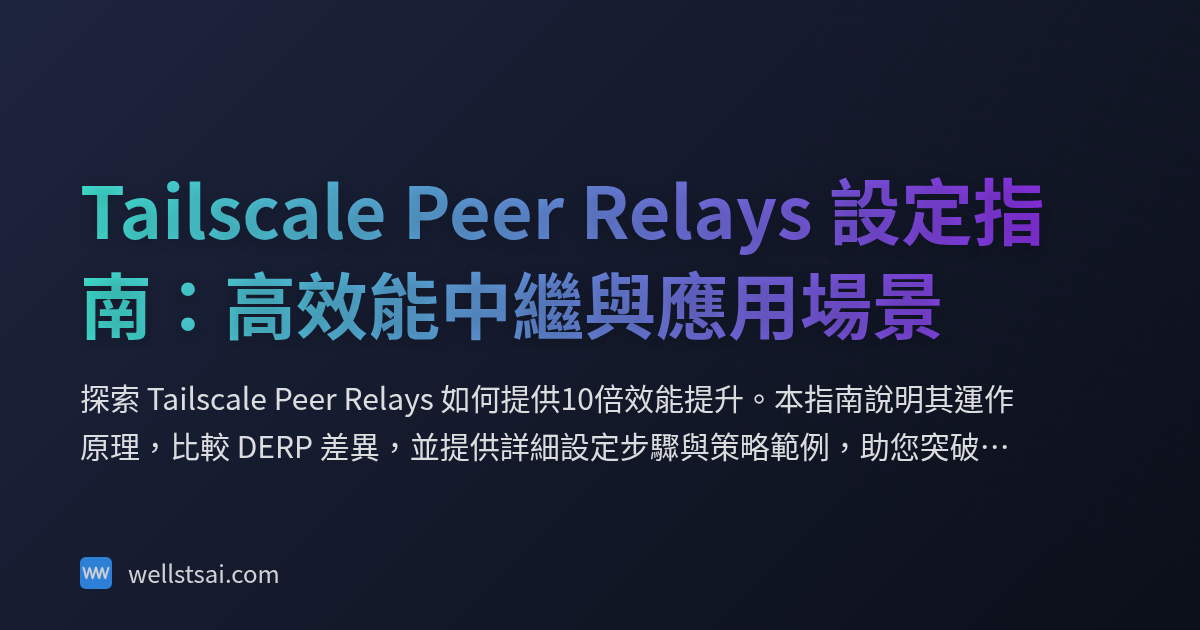 Tailscale Peer Relays 設定指
南：高效能中繼與應用場景
探索 Tailscale Peer Relays 如何提供10倍效能提升。本指南說明其運作
原理，比較 DERP 差異，並提供詳細設定步驟與策略範例，助您突破…
wellstsai.com